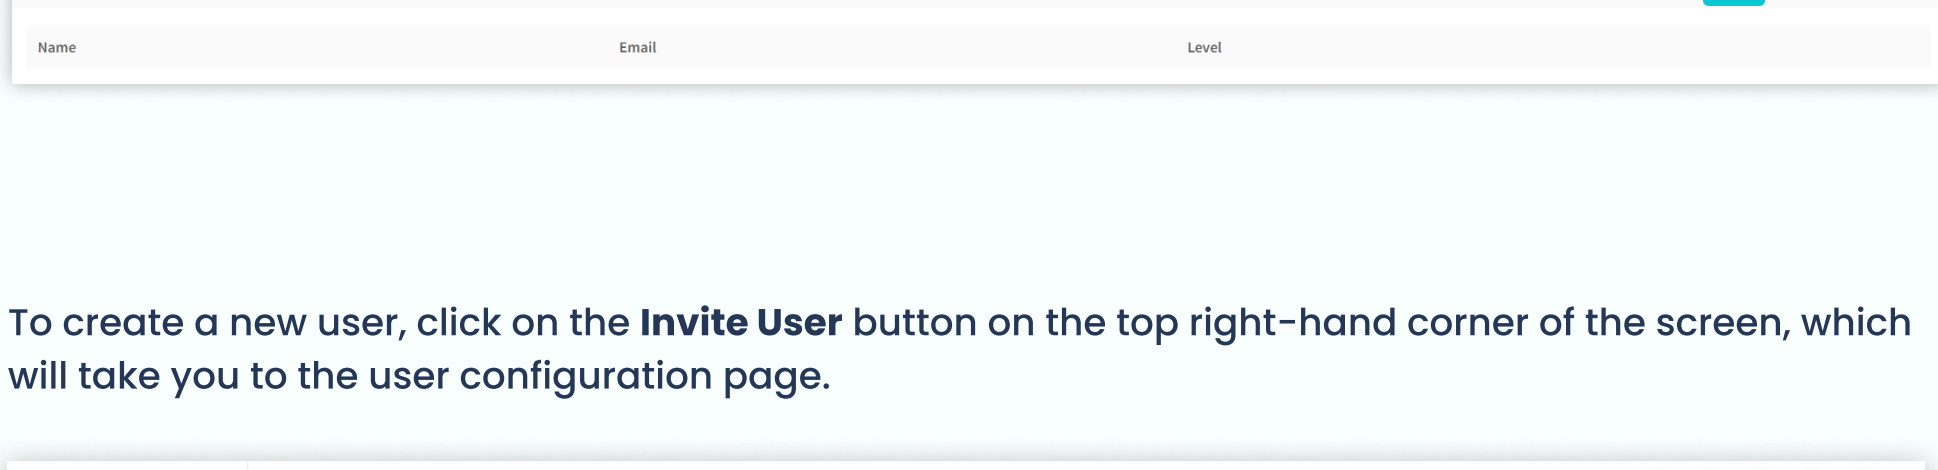 Name Email Level
To create a new user, click on the Invite User button on the top right-hand corner of the screen, which
will take you to the user configuration page.